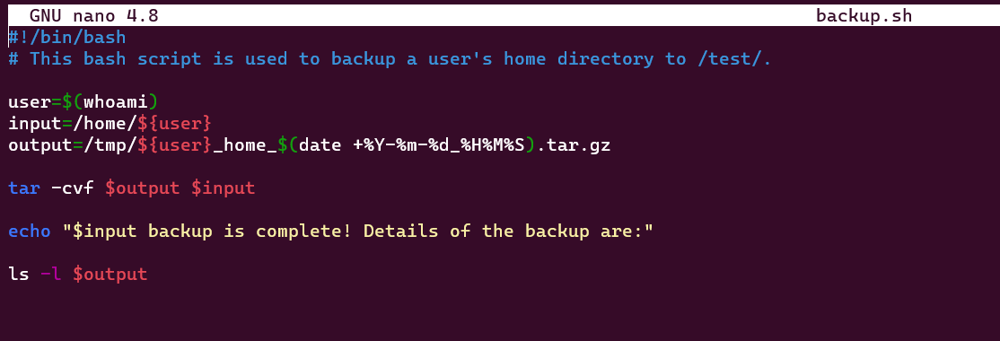 GNU nano 4.8 backup.sh
#!/bin/bash
# This bash script is used to backup a user's home directory to /test/.
user=$(whoami)
input=/home/${user}
output=/tmp/${user}_home_$(date +%Y-%m-%d_%H%M%S).tar.gz
tar -cvf $output $input
echo "$input backup is complete! Details of the backup are:"
ls -l $output